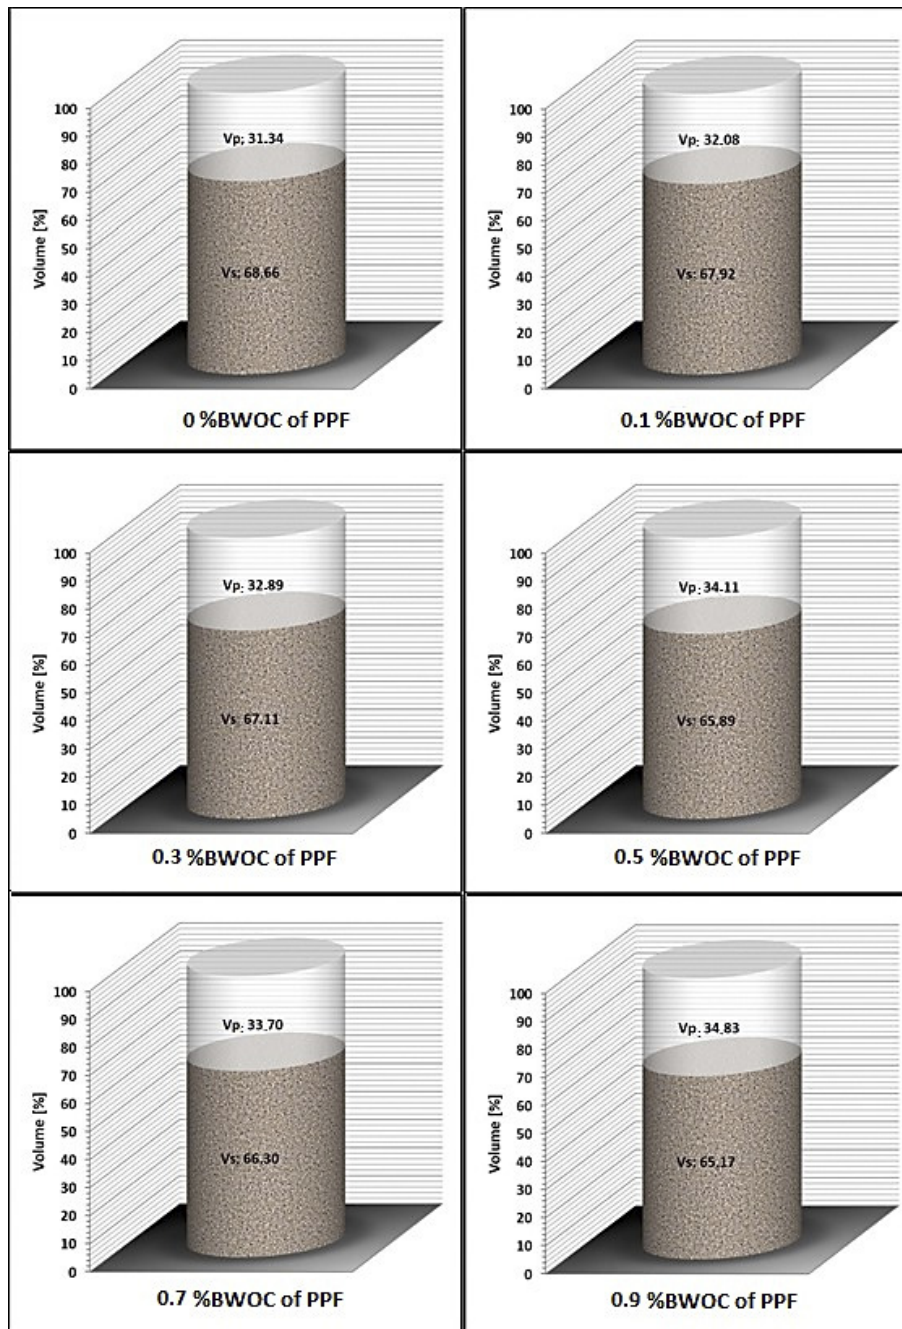 100
90
80
70
60
50
40
30
20
10
0
Volume [%]
Vp; 31.34
Vs; 68.66
0 %BWOC of PPF
100
90
80
70
60
50
40
30
20
10
0
Volume [%]
Vp; 32.08
Vs; 67.92
0.1 %BWOC of PPF
100
90
80
70
60
50
40
30
20
10
0
Volume [%]
Vp; 32.89
Vs; 67.11
0.3 %BWOC of PPF
100
90
80
70
60
50
40
30
20
10
0
Volume [%]
Vp; 34.11
Vs; 65.89
0.5 %BWOC of PPF
100
90
80
70
60
50
40
30
20
10
0
Volume [%]
Vp; 33.70
Vs; 66.30
0.7 %BWOC of PPF
100
90
80
70
60
50
40
30
20
10
0
Volume [%]
Vp; 34.83
Vs; 65.17
0.9 %BWOC of PPF